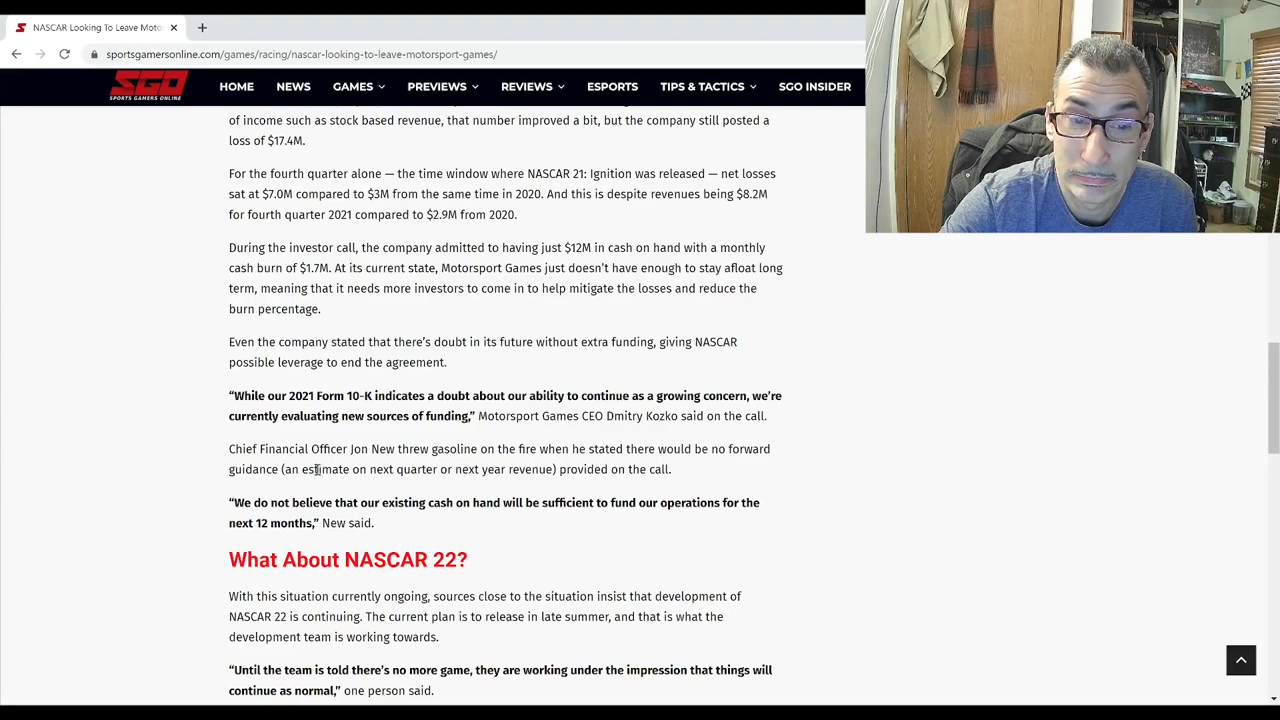 NASCAR Looking To Leave Moto
sportsgamersonline.com/games/racing/nascar-looking-to-leave-motorsport-games/
SGO
SPORTS GAMERS ONLINE
HOME NEWS GAMES PREVIEWS REVIEWS ESPORTS TIPS & TACTICS SGO INSIDER
of income such as stock based revenue, that number improved a bit, but the company still posted a
loss of $17.4M.
For the fourth quarter alone — the time window where NASCAR 21: Ignition was released — net losses
sat at $7.0M compared to $3M from the same time in 2020. And this is despite revenues being $8.2M
for fourth quarter 2021 compared to $2.9M from 2020.
During the investor call, the company admitted to having just $12M in cash on hand with a monthly
cash burn of $1.7M. At its current state, Motorsport Games just doesn't have enough to stay afloat long
term, meaning that it needs more investors to come in to help mitigate the losses and reduce the
burn percentage.
Even the company stated that there's doubt in its future without extra funding, giving NASCAR
possible leverage to end the agreement.
“While our 2021 Form 10-K indicates a doubt about our ability to continue as a growing concern, we're
currently evaluating new sources of funding,” Motorsport Games CEO Dmitry Kozko said on the call.
Chief Financial Officer Jon New threw gasoline on the fire when he stated there would be no forward
guidance (an estimate on next quarter or next year revenue) provided on the call.
“We do not believe that our existing cash on hand will be sufficient to fund our operations for the
next 12 months,” New said.
What About NASCAR 22?
With this situation currently ongoing, sources close to the situation insist that development of
NASCAR 22 is continuing. The current plan is to release in late summer, and that is what the
development team is working towards.
“Until the team is told there's no more game, they are working under the impression that things will
continue as normal,” one person said.